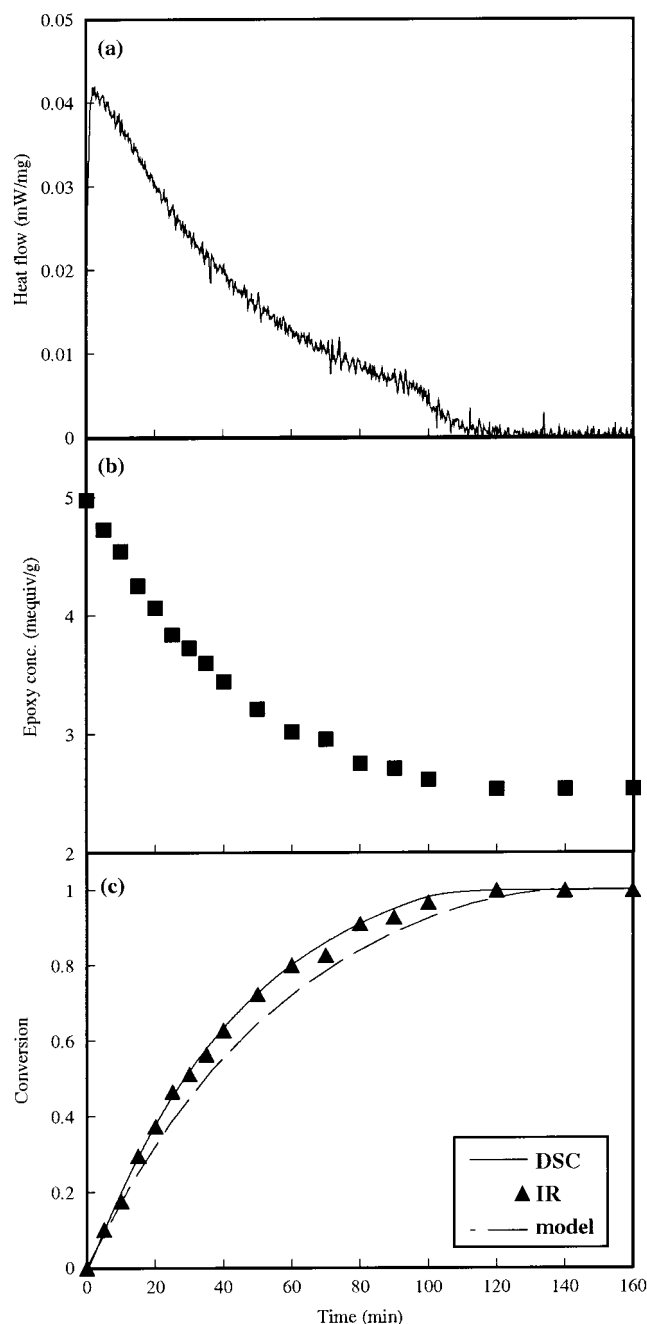 0.05
(a)
0.04
0.03
0.02
0.01
0
Heat flow (mW/mg)
(b)
5
4
3
2
Epoxy conc. (mequiv/g)
(c)
1
0.8
0.6
0.4
0.2
0
Conversion
DSC
IR
model
0 20 40 60 80 100 120 140 160
Time (min)